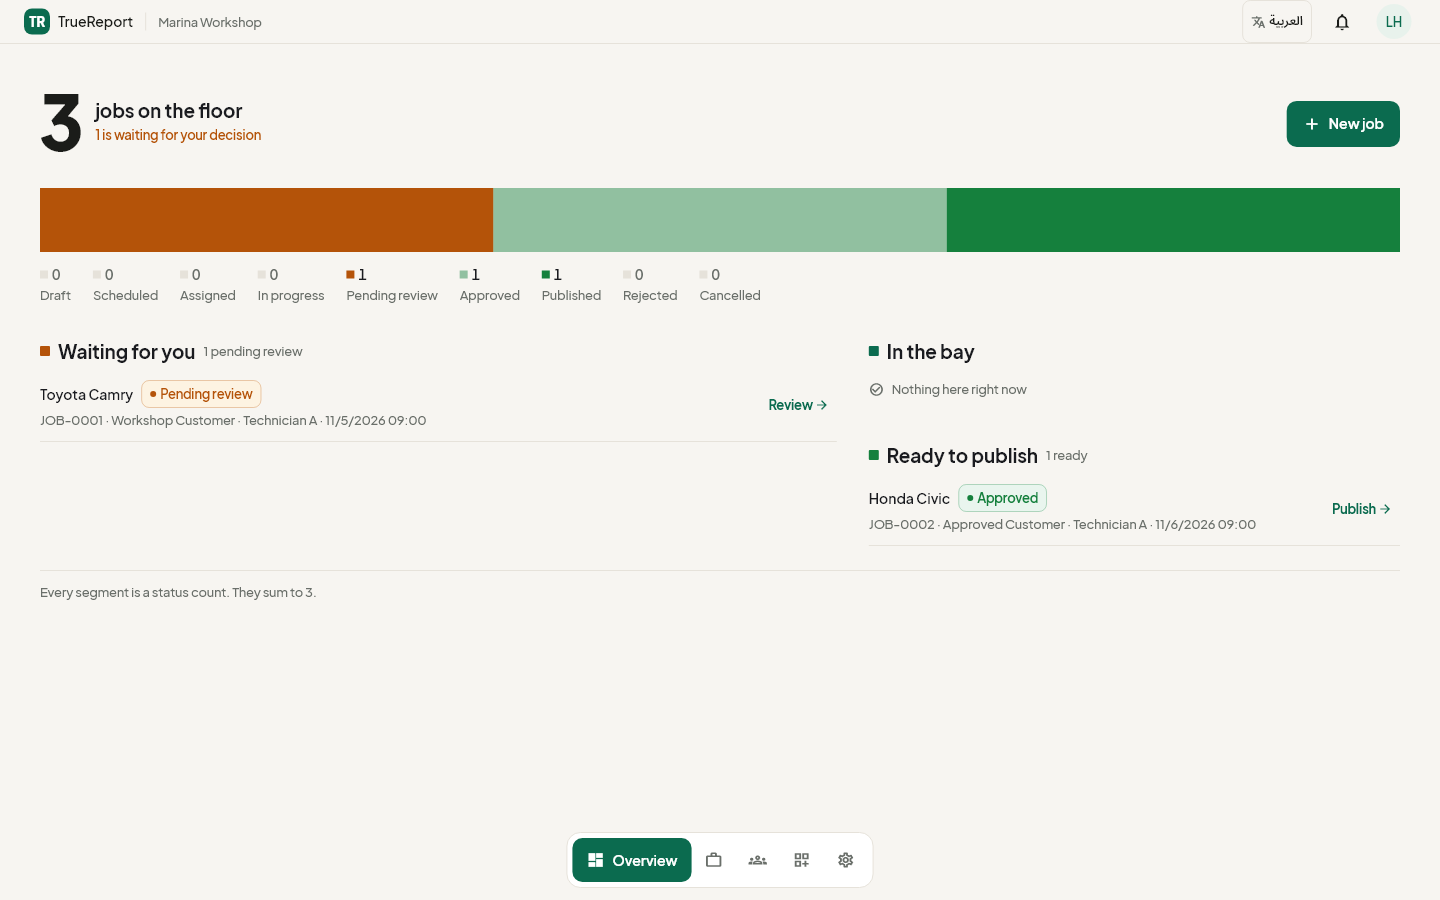 TR TrueReport Marina Workshop العربية LH
3 jobs on the floor
1 is waiting for your decision
New job
0 0 0 0 1 1 1 0 0
Draft Scheduled Assigned In progress Pending review Approved Published Rejected Cancelled
Waiting for you 1 pending review
Toyota Camry Pending review
JOB-0001 · Workshop Customer · Technician A · 11/5/2026 09:00
Review →
In the bay
Nothing here right now
Ready to publish 1 ready
Honda Civic Approved
JOB-0002 · Approved Customer · Technician A · 11/6/2026 09:00
Publish →
Every segment is a status count. They sum to 3.
Overview